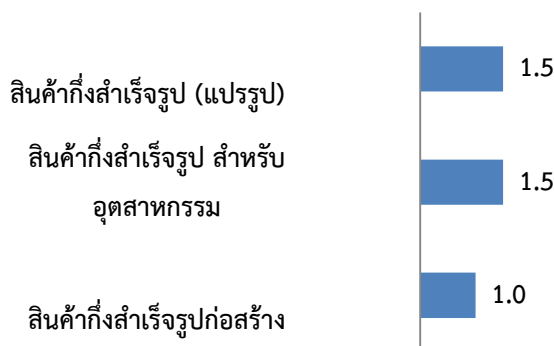 1.5
สินค้ากึ่งสำเร็จรูป (แปรรูป)
สินค้ากึ่งสำเร็จรูป สำหรับ
1.5
อุตสาหกรรม
1.0
สินค้ากึ่งสำเร็จรูปก่อสร้าง